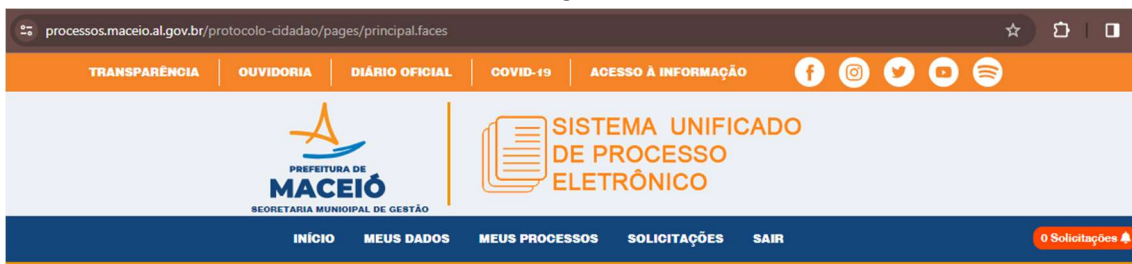 processos.maceio.al.gov.br/protocolo-cidadao/pages/principal.faces
TRANSPARÊNCIA OUVIDORIA DIÁRIO OFICIAL COVID-19 ACESSO À INFORMAÇÃO
PREFEITURA DE
MACEIÓ
SECRETARIA MUNICIPAL DE GESTÃO
SISTEMA UNIFICADO
DE PROCESSO
ELETRÔNICO
INÍCIO MEUS DADOS MEUS PROCESSOS SOLICITAÇÕES SAIR 0 Solicitações